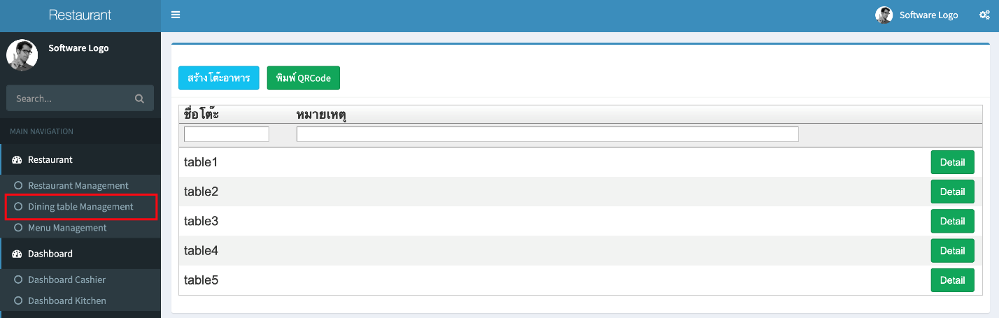 Restaurant
Software Logo
Software Logo
Search...
MAIN NAVIGATION
Restaurant
Restaurant Management
Dining table Management
Menu Management
Dashboard
Dashboard Cashier
Dashboard Kitchen
สร้างโต๊ะอาหาร พิมพ์ QRCode
ชื่อโต๊ะ หมายเหตุ
table1 Detail
table2 Detail
table3 Detail
table4 Detail
table5 Detail